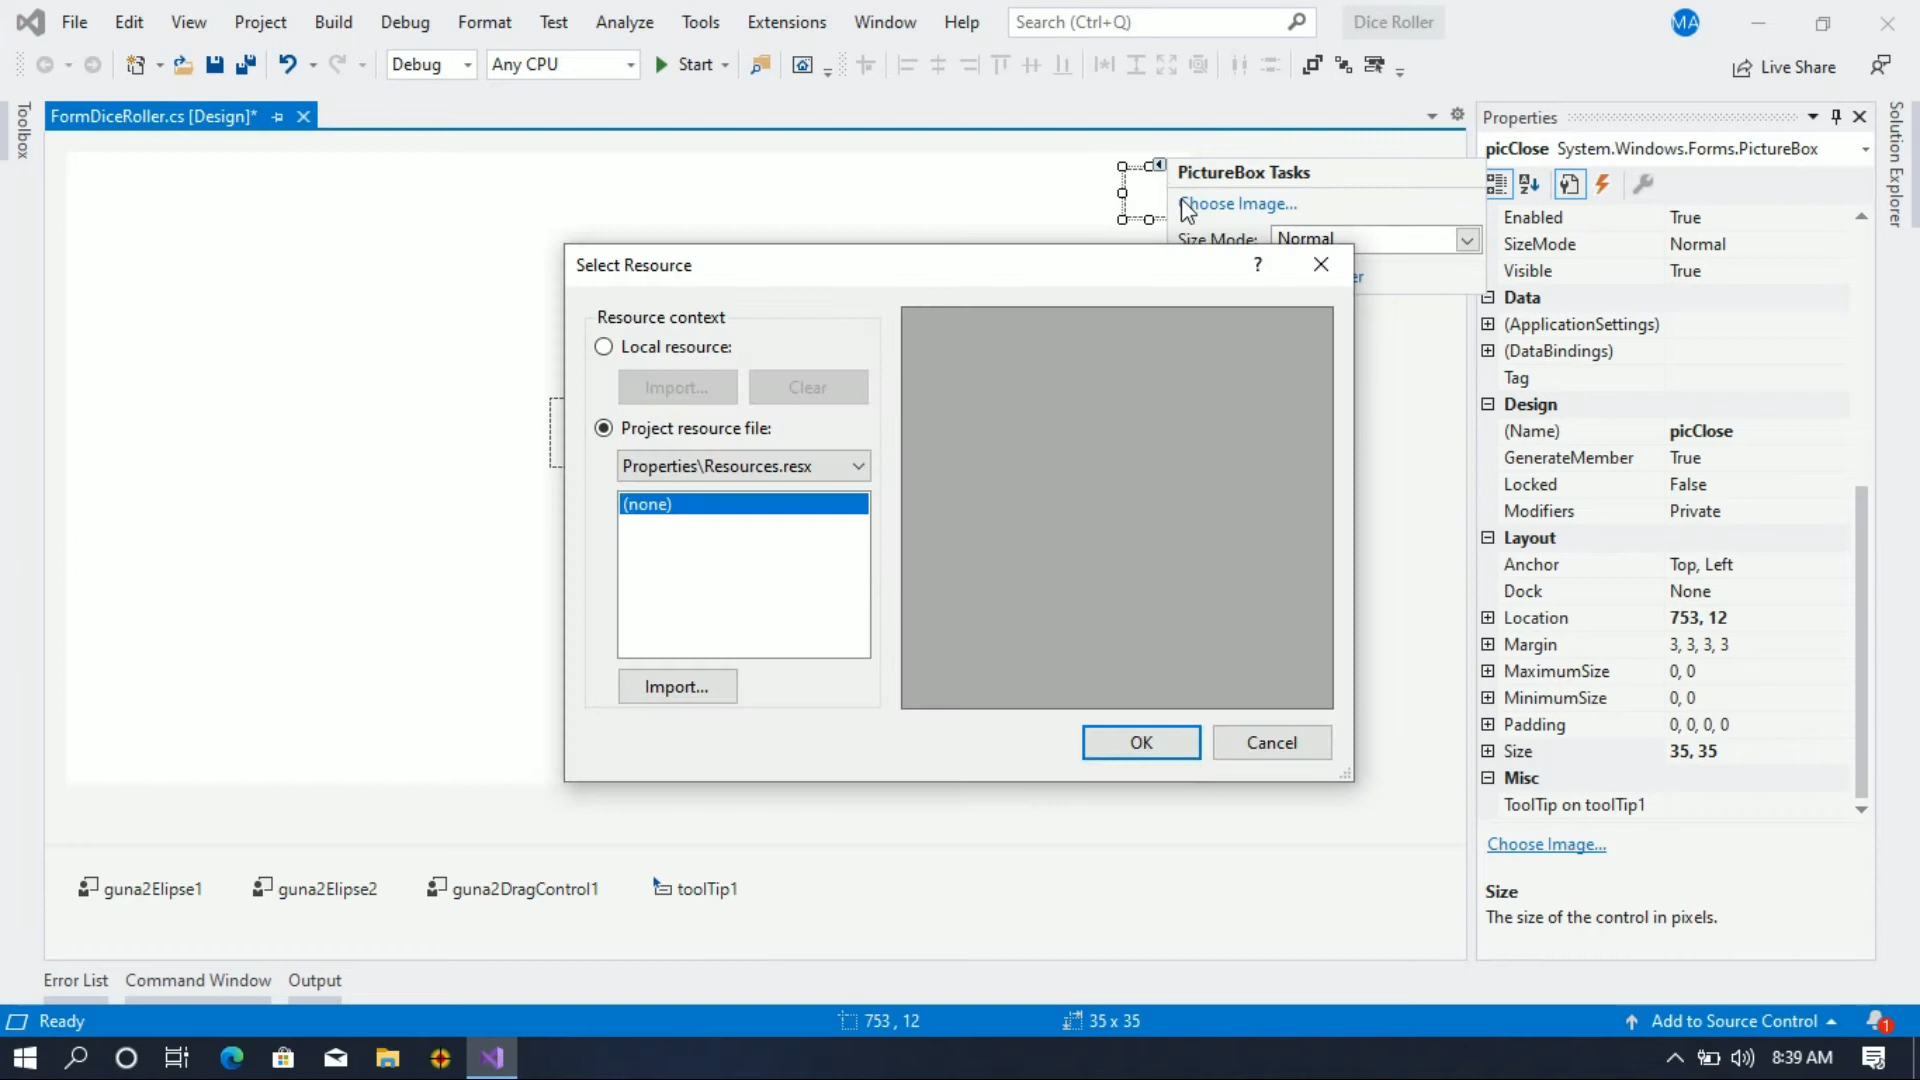 File Edit View Project Build Debug Format Test Analyze Tools Extensions Window Help Search (Ctrl+Q) Dice Roller MA
Debug Any CPU Start Live Share
Toolbox
FormDiceRoller.cs [Design]*
Properties
Solution Explorer
picClose System.Windows.Forms.PictureBox
PictureBox Tasks
Choose Image...
Size Mode: Normal
er
Select Resource
?
Resource context
Local resource:
Import... Clear
Project resource file:
Properties\Resources.resx
(none)
Import...
OK Cancel
Enabled True
SizeMode Normal
Visible True
Data
(ApplicationSettings)
(DataBindings)
Tag
Design
(Name) picClose
GenerateMember True
Locked False
Modifiers Private
Layout
Anchor Top, Left
Dock None
Location 753, 12
Margin 3, 3, 3, 3
MaximumSize 0, 0
MinimumSize 0, 0
Padding 0, 0, 0, 0
Size 35, 35
Misc
ToolTip on toolTip1
Choose Image...
Size
The size of the control in pixels.
guna2Elipse1 guna2Elipse2 guna2DragControl1 toolTip1
Error List Command Window Output
Ready 753 , 12 35 x 35 Add to Source Control 1
8:39 AM